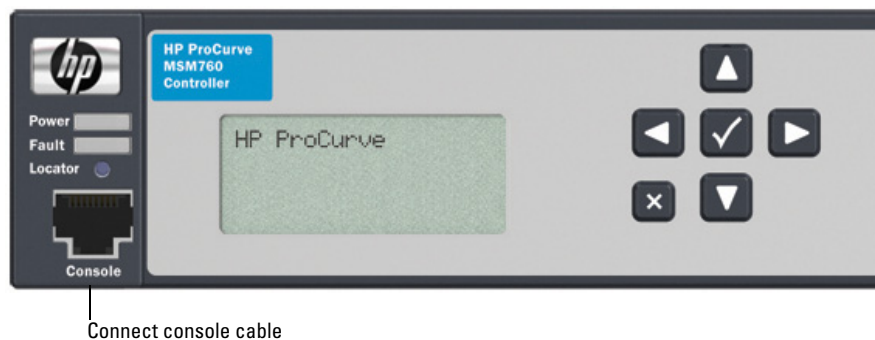 hp
HP ProCurve
MSM760
Controller
Power
Fault
Locator
HP ProCurve
Console
Connect console cable